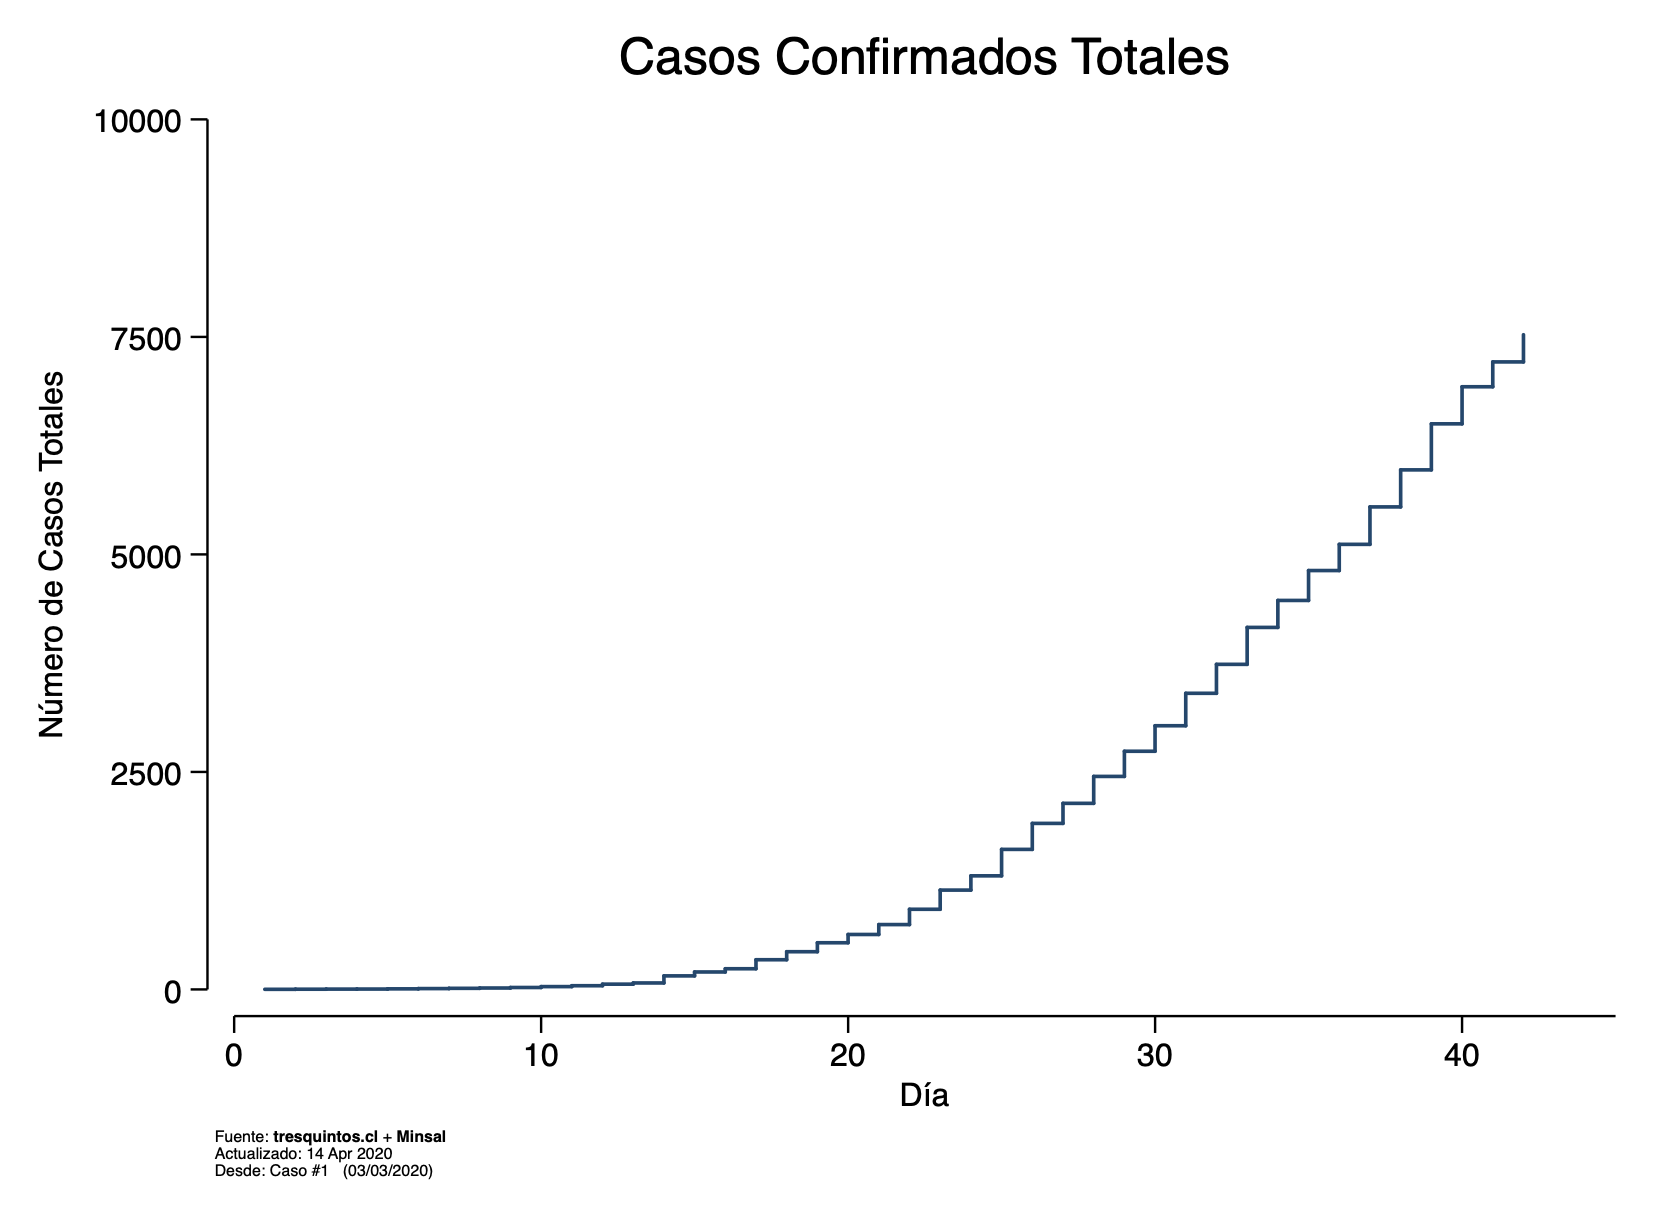 Casos Confirmados Totales
10000
7500
5000
2500
0
Número de Casos Totales
0 10 20 30 40
Día
Fuente: tresquintos.cl + Minsal
Actualizado: 14 Apr 2020
Desde: Caso #1 (03/03/2020)